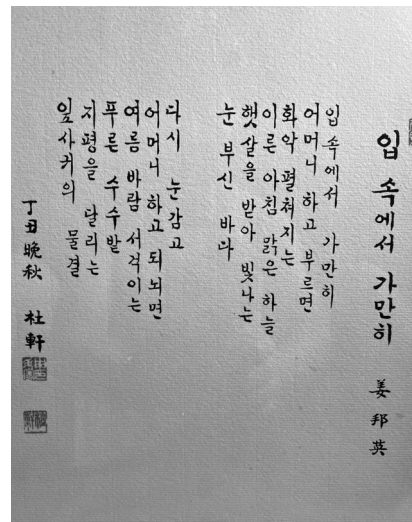 입 속에서 가만히
姜邦英
입 속에서 가만히
어머니 하고 부르면
화악 펼쳐지는
이른 아침 맑은 하늘
햇살을 받아 빛나는
눈 부신 바다
다시 눈 감고
어머니 하고 되뇌면
여름 바람 서걱이는
푸른 수수밭
지평을 달리는
잎사귀의 물결
丁丑晩秋 杜軒